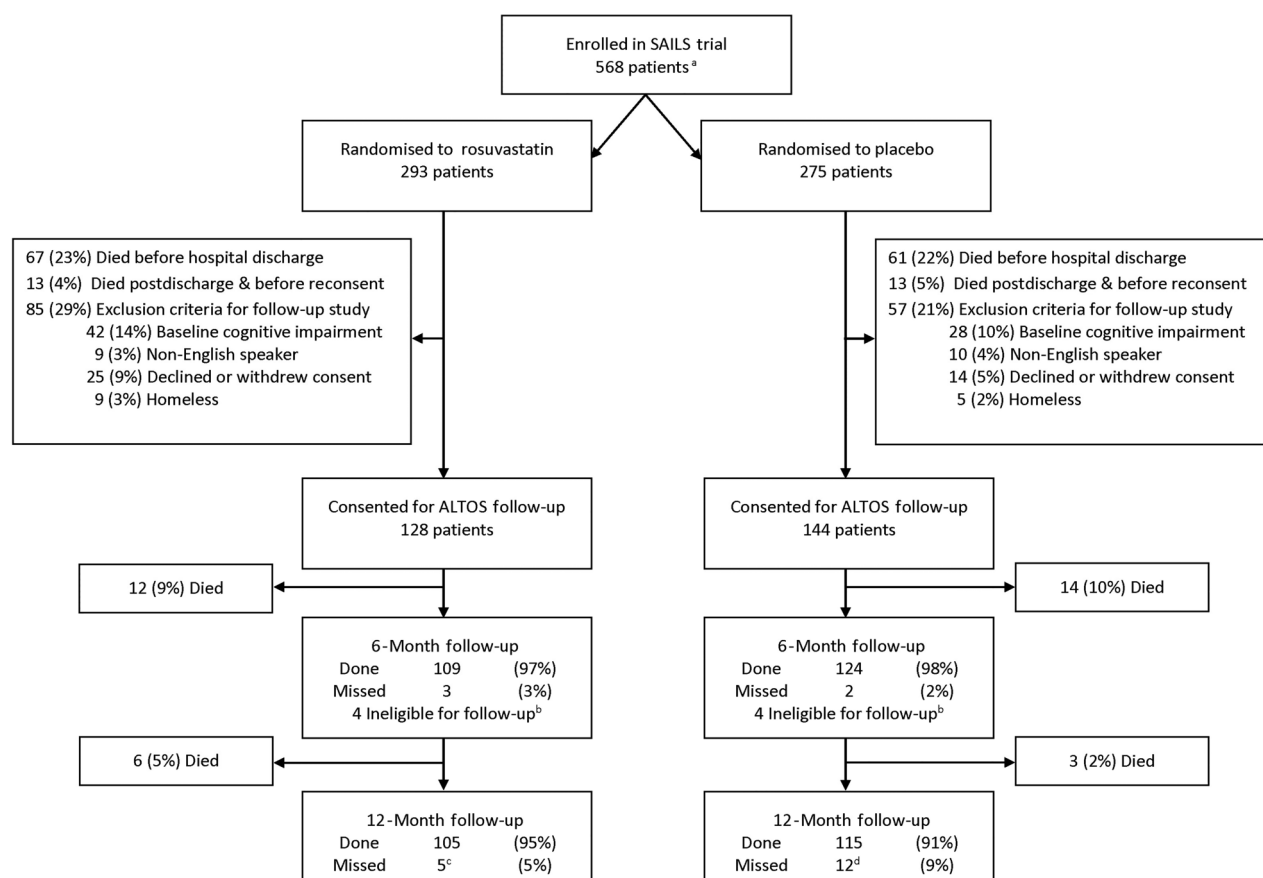 Enrolled in SAILS trial
568 patients a
Randomised to rosuvastatin
293 patients
Randomised to placebo
275 patients
67 (23%) Died before hospital discharge
13 (4%) Died postdischarge & before reconsent
85 (29%) Exclusion criteria for follow-up study
42 (14%) Baseline cognitive impairment
9 (3%) Non-English speaker
25 (9%) Declined or withdrew consent
9 (3%) Homeless
61 (22%) Died before hospital discharge
13 (5%) Died postdischarge & before reconsent
57 (21%) Exclusion criteria for follow-up study
28 (10%) Baseline cognitive impairment
10 (4%) Non-English speaker
14 (5%) Declined or withdrew consent
5 (2%) Homeless
Consented for ALTOS follow-up
128 patients
Consented for ALTOS follow-up
144 patients
12 (9%) Died
14 (10%) Died
6-Month follow-up
Done 109 (97%)
Missed 3 (3%)
4 Ineligible for follow-up b
6-Month follow-up
Done 124 (98%)
Missed 2 (2%)
4 Ineligible for follow-up b
6 (5%) Died
3 (2%) Died
12-Month follow-up
Done 105 (95%)
Missed 5 c (5%)
12-Month follow-up
Done 115 (91%)
Missed 12 d (9%)